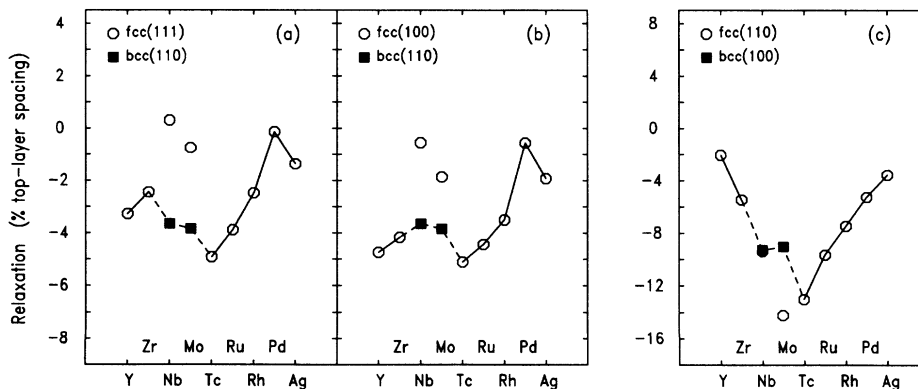 Relaxation (% top-layer spacing)
4
2
0
−2
−4
−6
−8
fcc(111)
bcc(110)
(a)
Zr Mo Ru Pd
Y Nb Tc Rh Ag
fcc(100)
bcc(110)
(b)
Zr Mo Ru Pd
Y Nb Tc Rh Ag
8
4
0
−4
−8
−12
−16
fcc(110)
bcc(100)
(c)
Zr Mo Ru Pd
Y Nb Tc Rh Ag